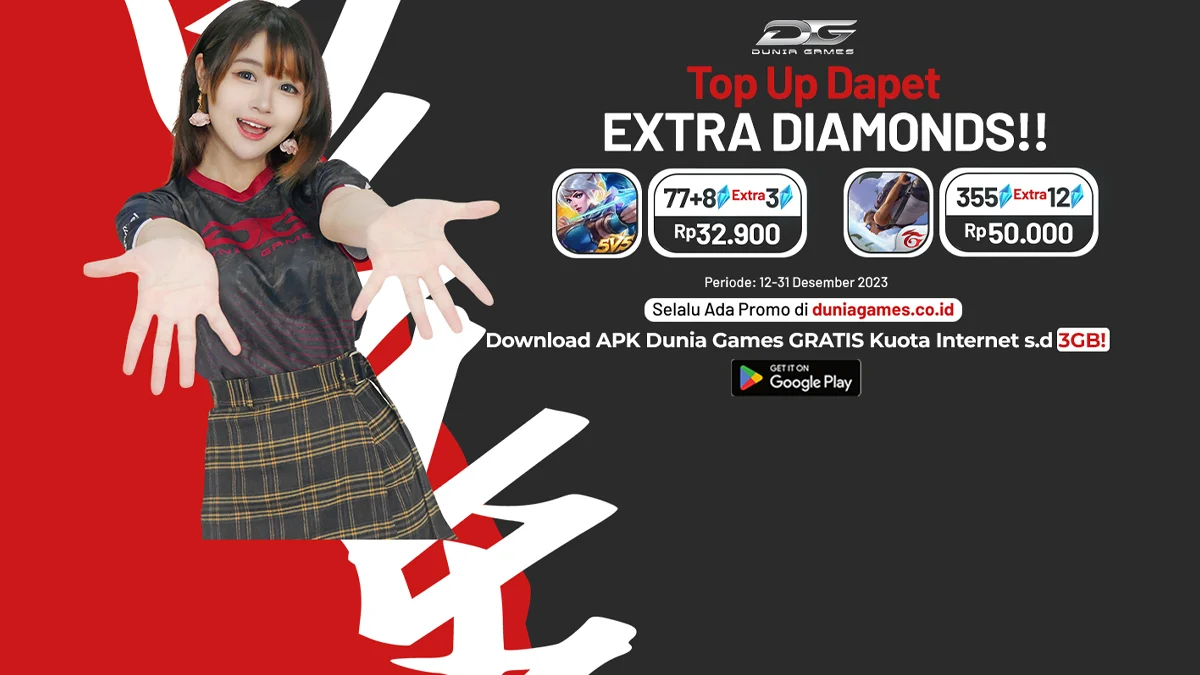 DG
DUNIA GAMES
Top Up Dapet
EXTRA DIAMONDS!!
5V5
77+8 Extra 3
Rp32.900
355 Extra 12
Rp50.000
Periode: 12-31 Desember 2023
Selalu Ada Promo di duniagames.co.id
Download APK Dunia Games GRATIS Kuota Internet s.d 3GB!
GET IT ON
Google Play
DG
GAMES